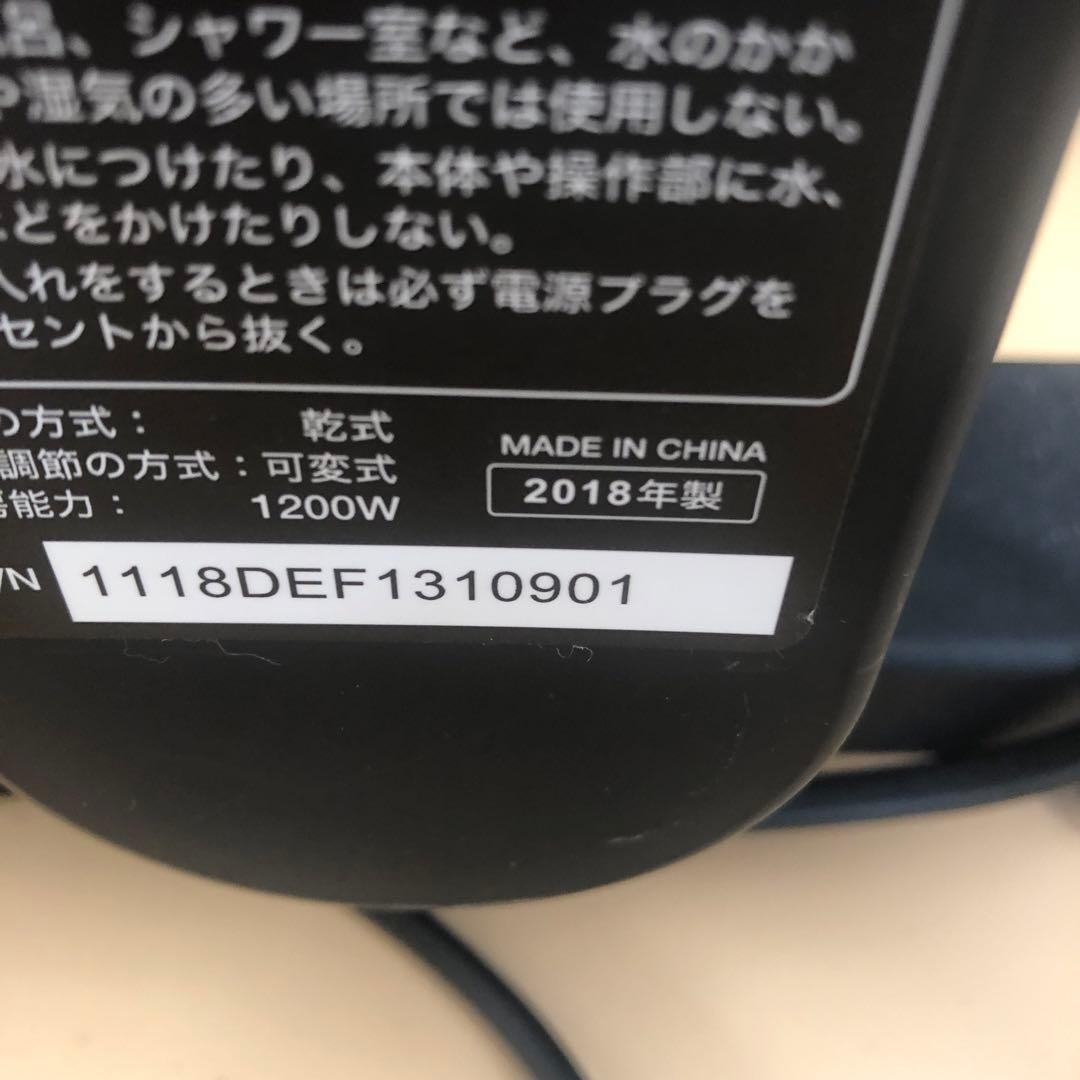 呂、シャワー室など、水のかか
や湿気の多い場所では使用しない。
水につけたり、本体や操作部に水、
などをかけたりしない。
入れをするときは必ず電源プラグを
セントから抜く。
の方式： 乾式
調節の方式：可変式
能力： 1200W
MADE IN CHINA
2018年製
/N 1118DEF1310901